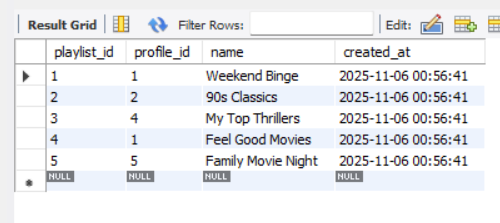 Result Grid Filter Rows: Edit:
playlist_id profile_id name created_at
1 1 Weekend Binge 2025-11-06 00:56:41
2 2 90s Classics 2025-11-06 00:56:41
3 4 My Top Thrillers 2025-11-06 00:56:41
4 1 Feel Good Movies 2025-11-06 00:56:41
5 5 Family Movie Night 2025-11-06 00:56:41
NULL NULL NULL NULL